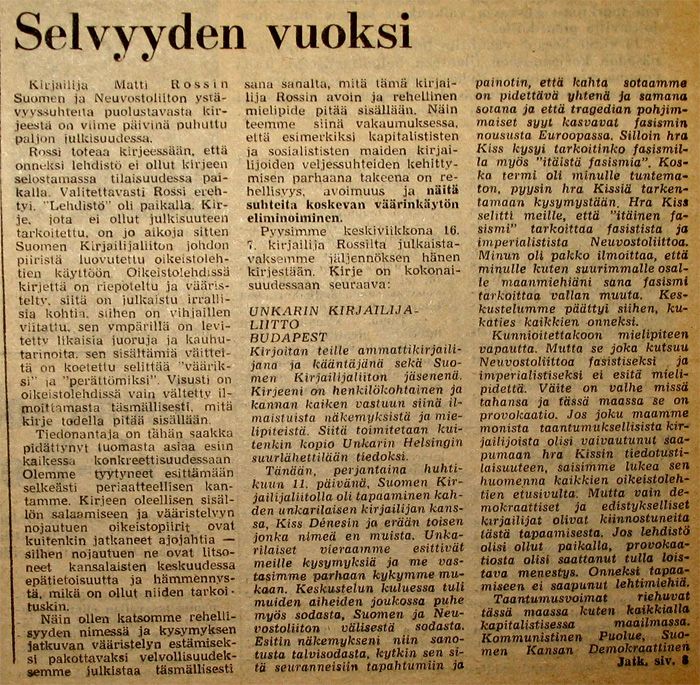 Selvyyden vuoksi
Kirjailija Matti Rossin
Suomen ja Neuvostoliiton ystä-
vyyssuhteita puolustavasta kir-
jeestä on viime päivinä puhuttu
paljon julkisuudessa.
Rossi toteaa kirjeessään, että
onneksi lehdistö ei ollut kirjeen
selostamassa tilaisuudessa pai-
kalla. Valitettavasti Rossi ereh-
tyi. "Lehdistö" oli paikalla. Kir-
je, jota ei ollut julkisuuteen
tarkoitettu, on jo aikoja sitten
Suomen Kirjailijaliiton johdon
piiristä luovutettu oikeistoleh-
tien käyttöön Oikeistolehdissä
kirjettä on riepoteltu ja vääris-
telty, siitä on julkaistu irralli-
sia kohtia, siihen on vihjaillen
viitattu, sen ympärillä on levi-
tetty likaisia juoruja ja kauhu-
tarinoita, sen sisältämiä väittei-
tä on koetettu selittää "väärik-
si" ja "perättömiksi". Visusti on
oikeistolehdissä vain vältetty il-
moittamasta täsmällisesti, mitä
kirje todella pitää sisällään.
Tiedonantaja on tähän saakka
pidättynyt tuomasta asiaa esiin
kaikessa konkreettisuudessaan
Olemme tyytyneet esittämään
selkeästi periaatteellisen kan-
tamme. Kirjeen oleellisen sisäl-
lön salaamiseen ja vääristelyyn
nojautuen oikeistopiirit ovat
kuitenkin jatkaneet ajojahtia —
siihen nojautuen ne ovat litso-
neet kansalaisten keskuudessa
epätietoisuutta ja hämmennys-
tä, mikä on ollut niiden tarkoi-
tuskin.
Näin ollen katsomme rehelli-
syyden nimessä ja kysymyksen
jatkuvan vääristelyn estämisek-
si pakottavaksi velvollisuudek-
semme julkistaa täsmällisesti
sana sanalta, mitä tämä kirjai-
lija Rossin avoin ja rehellinen
mielipide pitää sisällään. Näin
teemme siinä vakaumuksessa,
että esimerkiksi kapitalististen
ja sosialististen maiden kirjai-
lijoiden veljessuhteiden kehitty-
misen parhaana takeena on re-
hellisyys, avoimuus ja näitä
suhteita koskevan väärinkäytön
eliminoiminen.
Pyysimme keskiviikkona 16.
7. kirjailija Rossilta julkaista-
vaksemme jäljennöksen hänen
kirjestään. Kirje on kokonai-
suudessaan seuraava:
UNKARIN KIRJAILIJA-
LIITTO
BUDAPEST
Kirjoitan teille ammattikirjaili-
jana ja kääntäjänä sekä Suo-
men Kirjailijaliiton jäsenenä.
Kirjeeni on henkilökohtainen ja
kannan kaiken vastuun siinä il-
maistuista näkemyksistä ja mie-
lipiteistä. Siitä toimitetaan kui-
tenkin kopio Unkarin Helsingin
suurlähettilään tiedoksi.
Tänään, perjantaina huhti-
kuun 11. päivänä, Suomen Kir-
jailijaliitolla oli tapaaminen kah-
den unkarilaisen kirjailijan kans-
sa, Kiss Dénesin ja erään toisen
jonka nimeä en muista. Unka-
rilaiset vieraamme esittivät
meille kysymyksiä ja me vas-
tasimme parhaan kykymme mu-
kaan. Keskustelun kuluessa tuli
muiden aiheiden joukossa puhe
myös sodasta, Suomen ja Neu-
vostoliiton välisestä sodasta.
Esitin näkemykseni niin sano-
tusta talvisodasta, kytkin sen si-
tä seuranneisiin tapahtumiin ja
painotin, että kahta sotaamme
on pidettävä yhtenä ja samana
sotana ja että tragedian pohjim-
maiset syyt kasvavat fasismin
noususta Euroopassa. Silloin hra
Kiss kysyi tarkoitinko fasismil-
la myös "itäistä fasismia". Kos-
ka termi oli minulle tuntema-
ton, pyysin hra Kissiä tarken-
tamaan kysymystään. Hra Kiss
selitti meille, että "itäinen fa-
sismi" tarkoittaa fasistista ja
imperialistista Neuvostoliittoa.
Minun oli pakko ilmoittaa, että
minulle kuten suurimmalle osal-
le maanmiehiäni sana fasismi
tarkoittaa vallan muuta. Kes-
kustelumme päättyi siihen, ku-
katies kaikkien onneksi.
Kunnioitettakoon mielipiteen
vapautta. Mutta se joka kutsuu
Neuvostoliittoa fasistiseksi ja
imperialistiseksi ei esitä mieli-
pidettä. Väite on valhe missä
tahansa ja tässä maassa se on
provokaatio. Jos joku maamme
monista taantumuksellisista kir-
jailijoista olisi vaivautunut saa-
pumaan hra Kissin tiedotusti-
laisuuteen, saisimme lukea sen
huomenna kaikkien oikeistoleh-
tien etusivulta. Mutta vain de-
mokraattiset ja edistykselliset
kirjailijat olivat kiinnostuneita
tästä tapaamisesta. Jos lehdistö
olisi ollut paikalla, provokaa-
tiosta olisi saattanut tulla lois-
tava menestys. Onneksi tapaa-
miseen ei saapunut lehtimiehiä.
Taantumusvoimat riehuvat
tässä maassa kuten kaikkialla
kapitalistisessa maailmassa.
Kommunistinen Puolue, Suo-
men Kansan Demokraattinen
Jatk. siv. 8